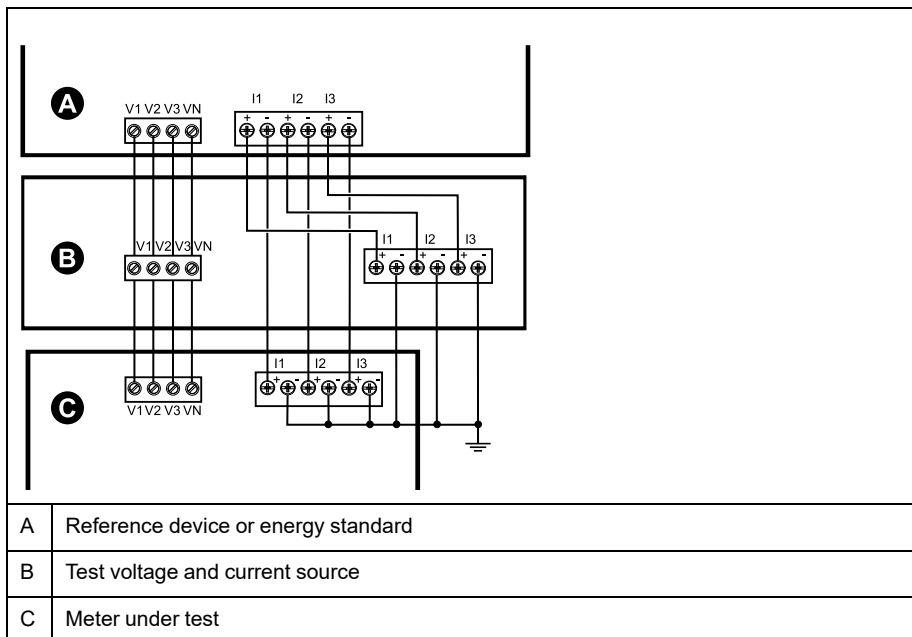 A
V1 V2 V3 VN
I1 I2 I3
+ - + - + -
B
V1 V2 V3 VN
I1 I2 I3
+ - + - + -
C
I1 I2 I3
+ - + - + -
V1 V2 V3 VN
A Reference device or energy standard
B Test voltage and current source
C Meter under test